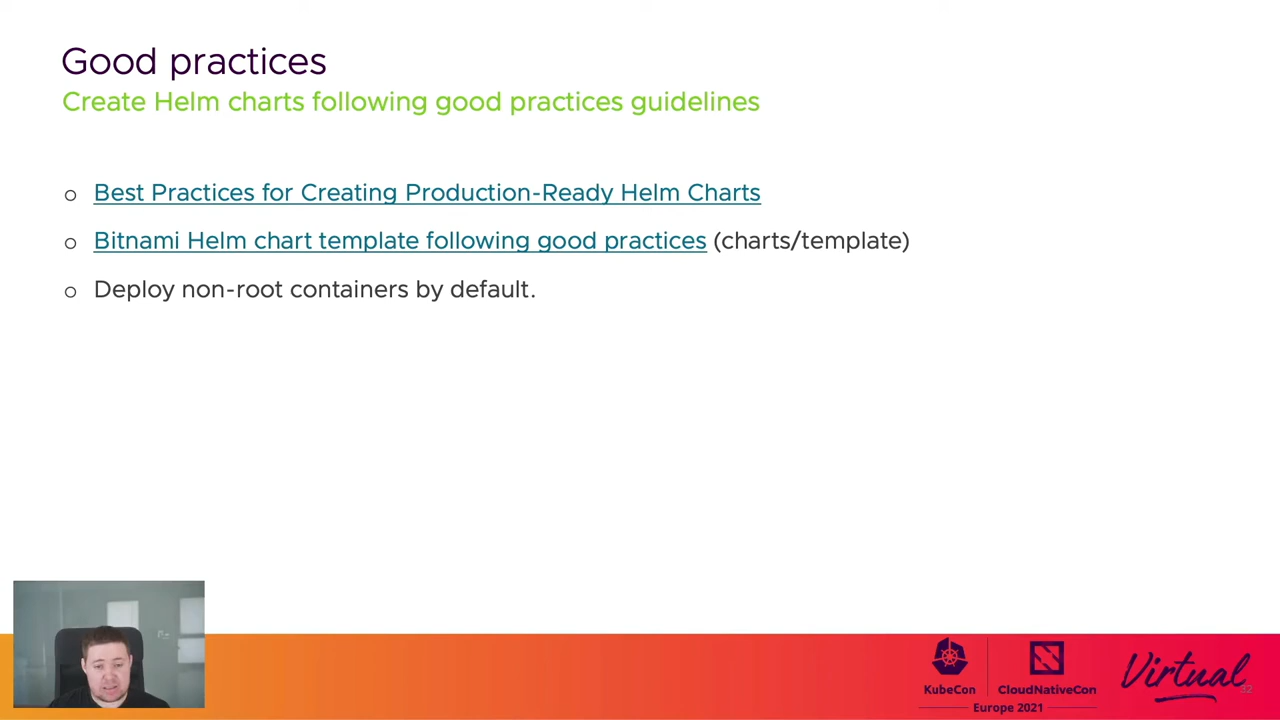 Good practices
Create Helm charts following good practices guidelines
o Best Practices for Creating Production-Ready Helm Charts
o Bitnami Helm chart template following good practices (charts/template)
o Deploy non-root containers by default.
KubeCon
CloudNativeCon
Europe 2021
Virtual
32